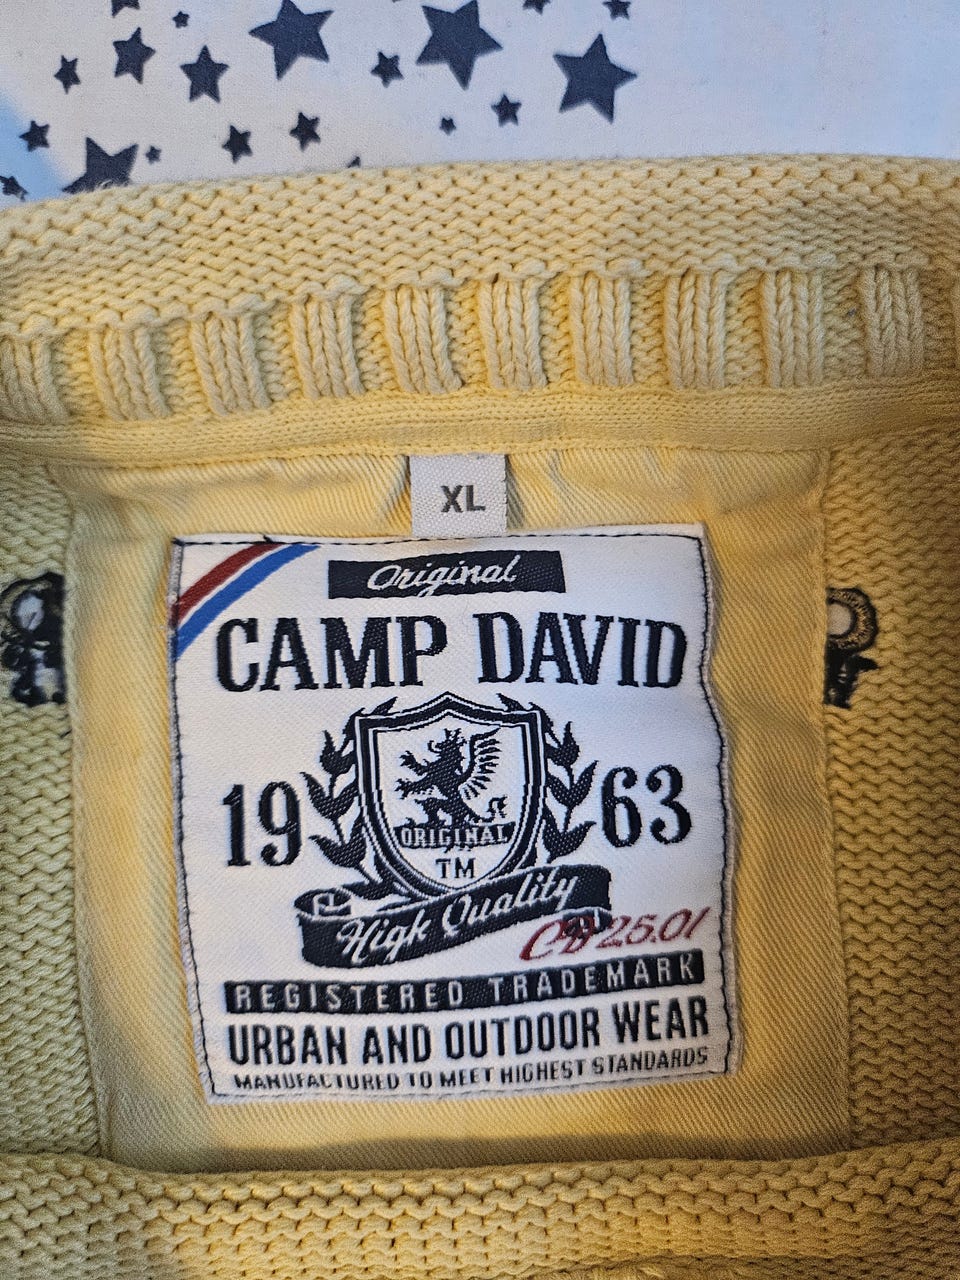 XL
Original
CAMP DAVID
19 63
ORIGINAL
TM
High Quality
CD 25.01
REGISTERED TRADEMARK
URBAN AND OUTDOOR WEAR
MANUFACTURED TO MEET HIGHEST STANDARDS